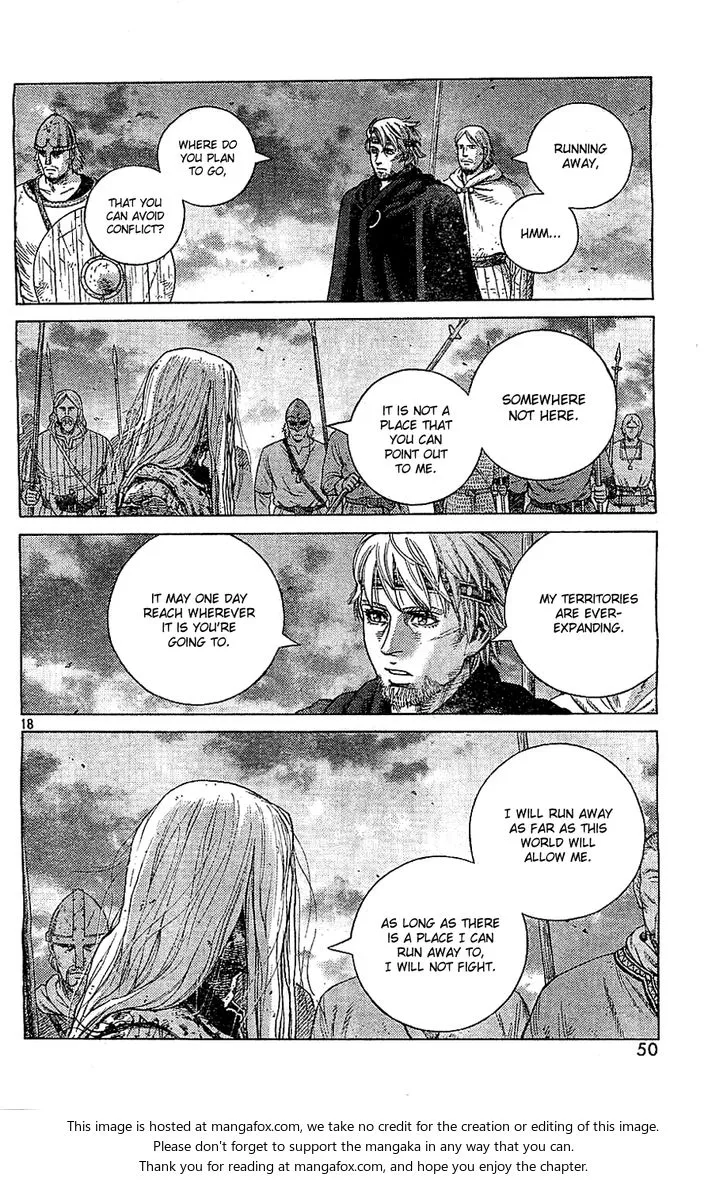 RUNNING
AWAY,
HMM...
WHERE DO
YOU PLAN
TO GO,
THAT YOU
CAN AVOID
CONFLICT?
SOMEWHERE
NOT HERE.
IT IS NOT A
PLACE THAT
YOU CAN
POINT OUT
TO ME.
MY TERRITORIES
ARE EVER-
EXPANDING.
IT MAY ONE DAY
REACH WHEREVER
IT IS YOU'RE
GOING TO.
18
I WILL RUN AWAY
AS FAR AS THIS
WORLD WILL
ALLOW ME.
AS LONG AS THERE
IS A PLACE I CAN
RUN AWAY TO,
I WILL NOT FIGHT.
50
This image is hosted at mangafox.com, we take no credit for the creation or editing of this image.
Please don't forget to support the mangaka in any way that you can.
Thank you for reading at mangafox.com, and hope you enjoy the chapter.